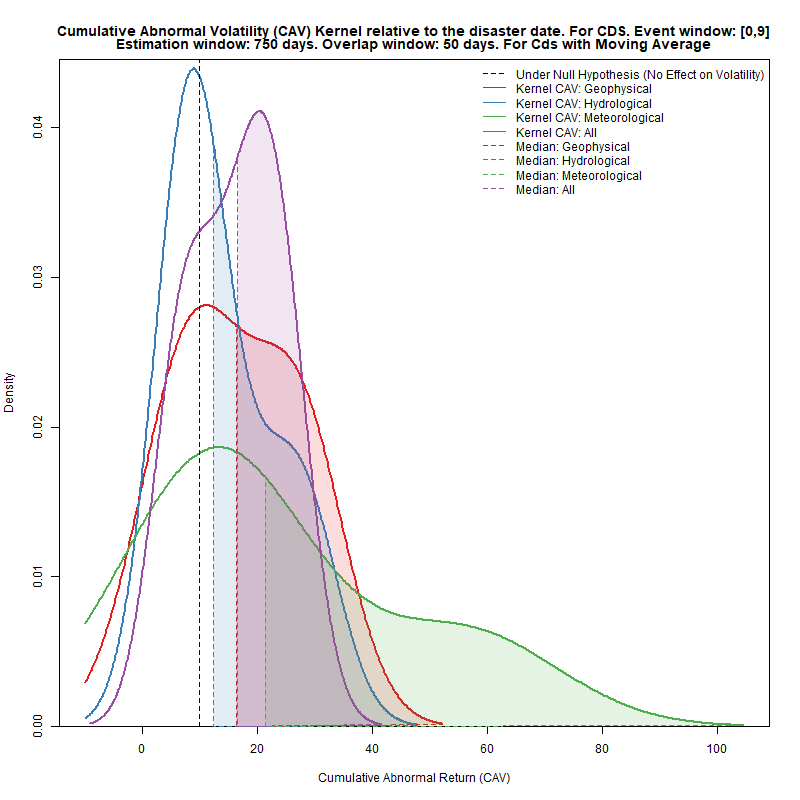 Cumulative Abnormal Volatility (CAV) Kernel relative to the disaster date. For CDS. Event window: [0,9]
Estimation window: 750 days. Overlap window: 50 days. For Cds with Moving Average
Under Null Hypothesis (No Effect on Volatility)
Kernel CAV: Geophysical
Kernel CAV: Hydrological
Kernel CAV: Meteorological
Kernel CAV: All
Median: Geophysical
Median: Hydrological
Median: Meteorological
Median: All
Density
0.04
0.03
0.02
0.01
0.00
0 20 40 60 80 100
Cumulative Abnormal Return (CAV)